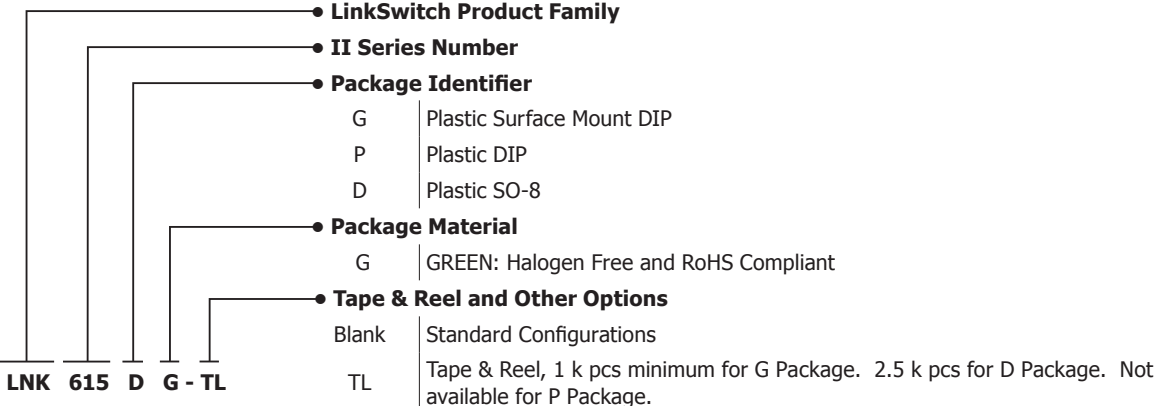 LinkSwitch Product Family
II Series Number
Package Identifier
G Plastic Surface Mount DIP
P Plastic DIP
D Plastic SO-8
Package Material
G GREEN: Halogen Free and RoHS Compliant
Tape & Reel and Other Options
Blank Standard Configurations
TL Tape & Reel, 1 k pcs minimum for G Package. 2.5 k pcs for D Package. Not
available for P Package.
LNK 615 D G - TL